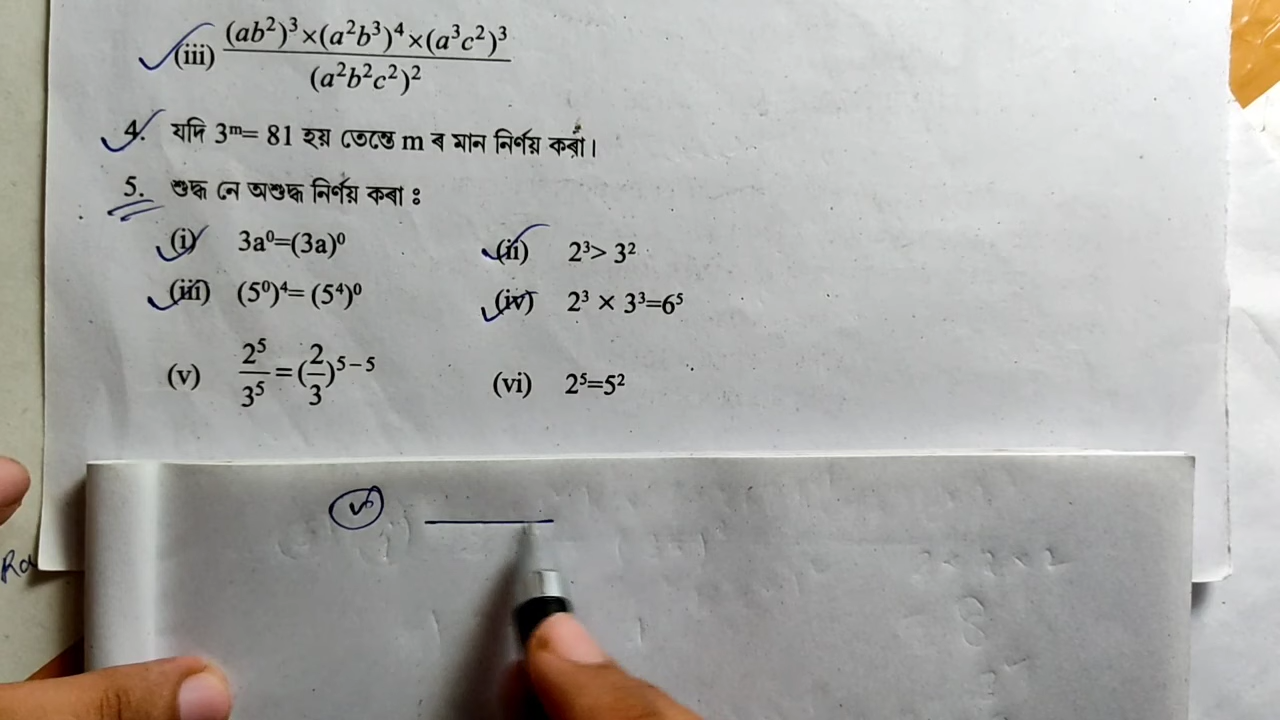 (iii) (ab²)³×(a²b³)⁴×(a³c²)³ / (a²b²c²)²
4. যদি 3ᵐ= 81 হয় তেন্তে m ৰ মান নিৰ্ণয় কৰাঁ।
5. শুদ্ধ নে অশুদ্ধ নিৰ্ণয় কৰা ঃ
(i) 3a⁰=(3a)⁰ (ii) 2³> 3²
(iii) (5⁰)⁴= (5⁴)⁰ (iv) 2³ × 3³=6⁵
(v) 2⁵/3⁵=(2/3)⁵⁻⁵ (vi) 2⁵=5²
Ra